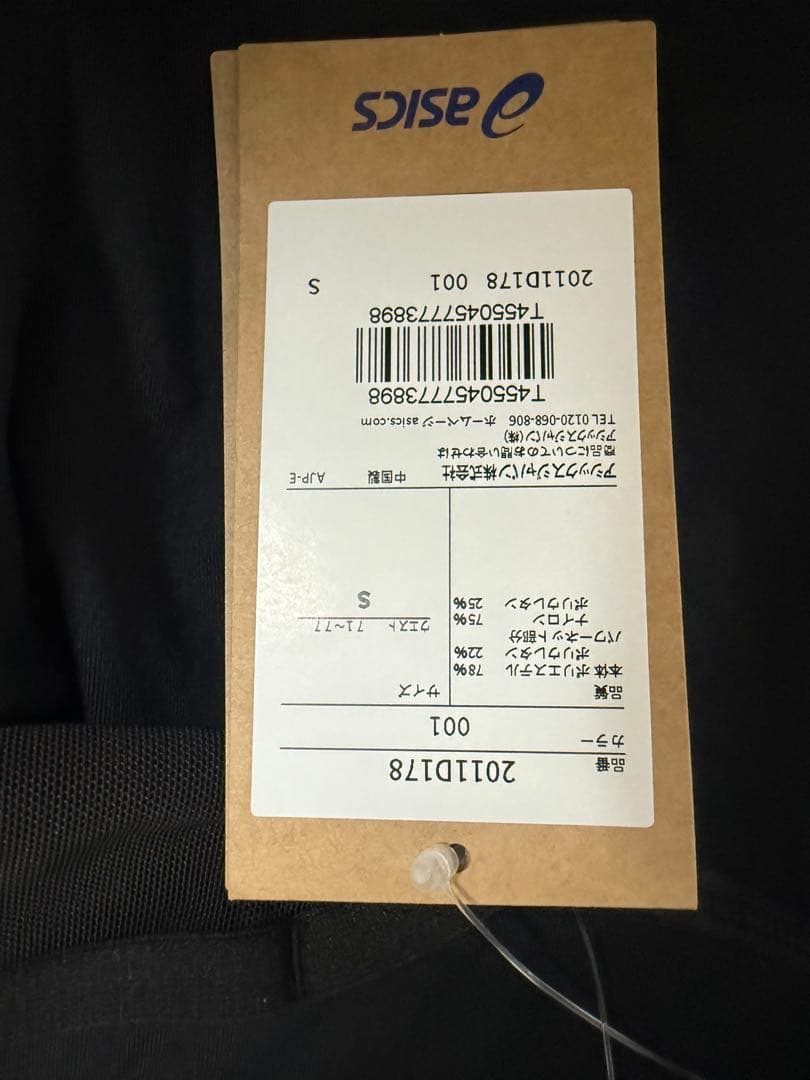 品番 2011D178
カラー 001
品質
本体 ポリエステル 78%
ポリウレタン 22%
パワーネット部分
ナイロン 75%
ポリウレタン 25%
サイズ
ウエスト 71~77
S
アシックスジャパン株式会社 中国製 AJP-E
商品についてのお問い合わせは
アシックスジャパン(株)
TEL 0120-068-806 ホームページ asics.com
T4550457773898
T4550457773898
2011D178 001 S
asics